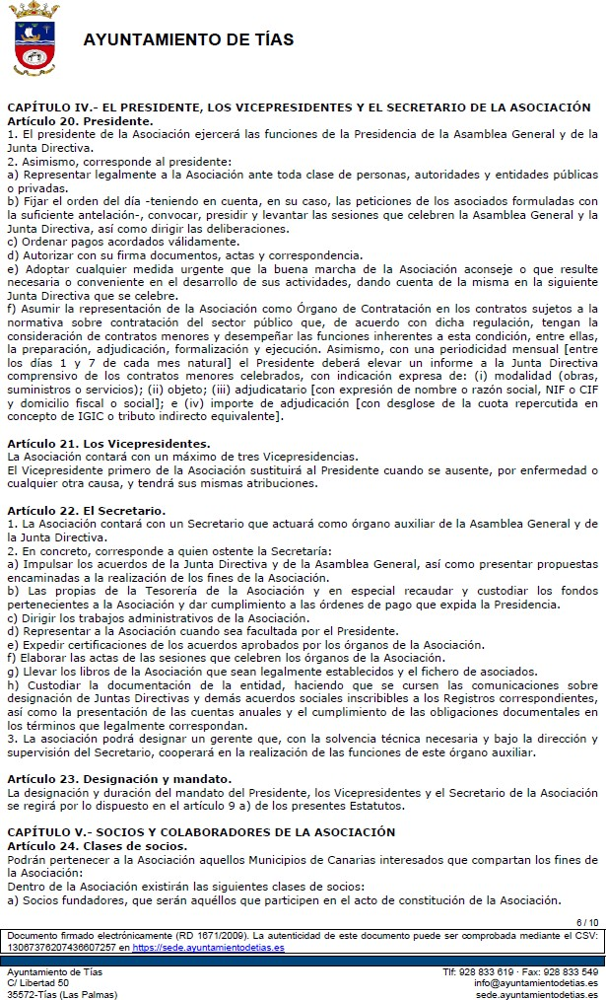 AYUNTAMIENTO DE TÍAS
CAPÍTULO IV.- EL PRESIDENTE, LOS VICEPRESIDENTES Y EL SECRETARIO DE LA ASOCIACIÓN
Artículo 20. Presidente.
1. El presidente de la Asociación ejercerá las funciones de la Presidencia de la Asamblea General y de la
Junta Directiva.
2. Asimismo, corresponde al presidente:
a) Representar legalmente a la Asociación ante toda clase de personas, autoridades y entidades públicas
o privadas.
b) Fijar el orden del día -teniendo en cuenta, en su caso, las peticiones de los asociados formuladas con
la suficiente antelación-, convocar, presidir y levantar las sesiones que celebren la Asamblea General y la
Junta Directiva, así como dirigir las deliberaciones.
c) Ordenar pagos acordados válidamente.
d) Autorizar con su firma documentos, actas y correspondencia.
e) Adoptar cualquier medida urgente que la buena marcha de la Asociación aconseje o que resulte
necesaria o conveniente en el desarrollo de sus actividades, dando cuenta de la misma en la siguiente
Junta Directiva que se celebre.
f) Asumir la representación de la Asociación como Órgano de Contratación en los contratos sujetos a la
normativa sobre contratación del sector público que, de acuerdo con dicha regulación, tengan la
consideración de contratos menores y desempeñar las funciones inherentes a esta condición, entre ellas,
la preparación, adjudicación, formalización y ejecución. Asimismo, con una periodicidad mensual [entre
los días 1 y 7 de cada mes natural] el Presidente deberá elevar un informe a la Junta Directiva
comprensivo de los contratos menores celebrados, con indicación expresa de: (i) modalidad (obras,
suministros o servicios); (ii) objeto; (iii) adjudicatario [con expresión de nombre o razón social, NIF o CIF
y domicilio fiscal o social]; e (iv) importe de adjudicación [con desglose de la cuota repercutida en
concepto de IGIC o tributo indirecto equivalente].
Artículo 21. Los Vicepresidentes.
La Asociación contará con un máximo de tres Vicepresidencias.
El Vicepresidente primero de la Asociación sustituirá al Presidente cuando se ausente, por enfermedad o
cualquier otra causa, y tendrá sus mismas atribuciones.
Artículo 22. El Secretario.
1. La Asociación contará con un Secretario que actuará como órgano auxiliar de la Asamblea General y de
la Junta Directiva.
2. En concreto, corresponde a quien ostente la Secretaría:
a) Impulsar los acuerdos de la Junta Directiva y de la Asamblea General, así como presentar propuestas
encaminadas a la realización de los fines de la Asociación.
b) Las propias de la Tesorería de la Asociación y en especial recaudar y custodiar los fondos
pertenecientes a la Asociación y dar cumplimiento a las órdenes de pago que expida la Presidencia.
c) Dirigir los trabajos administrativos de la Asociación.
d) Representar a la Asociación cuando sea facultada por el Presidente.
e) Expedir certificaciones de los acuerdos aprobados por los órganos de la Asociación.
f) Elaborar las actas de las sesiones que celebren los órganos de la Asociación.
g) Llevar los libros de la Asociación que sean legalmente establecidos y el fichero de asociados.
h) Custodiar la documentación de la entidad, haciendo que se cursen las comunicaciones sobre
designación de Juntas Directivas y demás acuerdos sociales inscribibles a los Registros correspondientes,
así como la presentación de las cuentas anuales y el cumplimiento de las obligaciones documentales en
los términos que legalmente correspondan.
3. La asociación podrá designar un gerente que, con la solvencia técnica necesaria y bajo la dirección y
supervisión del Secretario, cooperará en la realización de las funciones de este órgano auxiliar.
Artículo 23. Designación y mandato.
La designación y duración del mandato del Presidente, los Vicepresidentes y el Secretario de la Asociación
se regirá por lo dispuesto en el artículo 9 a) de los presentes Estatutos.
CAPÍTULO V.- SOCIOS Y COLABORADORES DE LA ASOCIACIÓN
Artículo 24. Clases de socios.
Podrán pertenecer a la Asociación aquellos Municipios de Canarias interesados que compartan los fines de
la Asociación:
Dentro de la Asociación existirán las siguientes clases de socios:
a) Socios fundadores, que serán aquéllos que participen en el acto de constitución de la Asociación.
6 / 10
Documento firmado electrónicamente (RD 1671/2009). La autenticidad de este documento puede ser comprobada mediante el CSV:
13067376207436607257 en https://sede.ayuntamientodetias.es
Ayuntamiento de Tías Tlf: 928 833 619 · Fax: 928 833 549
C/ Libertad 50 info@ayuntamientodetias.es
35572-Tías (Las Palmas) sede.ayuntamientodetias.es